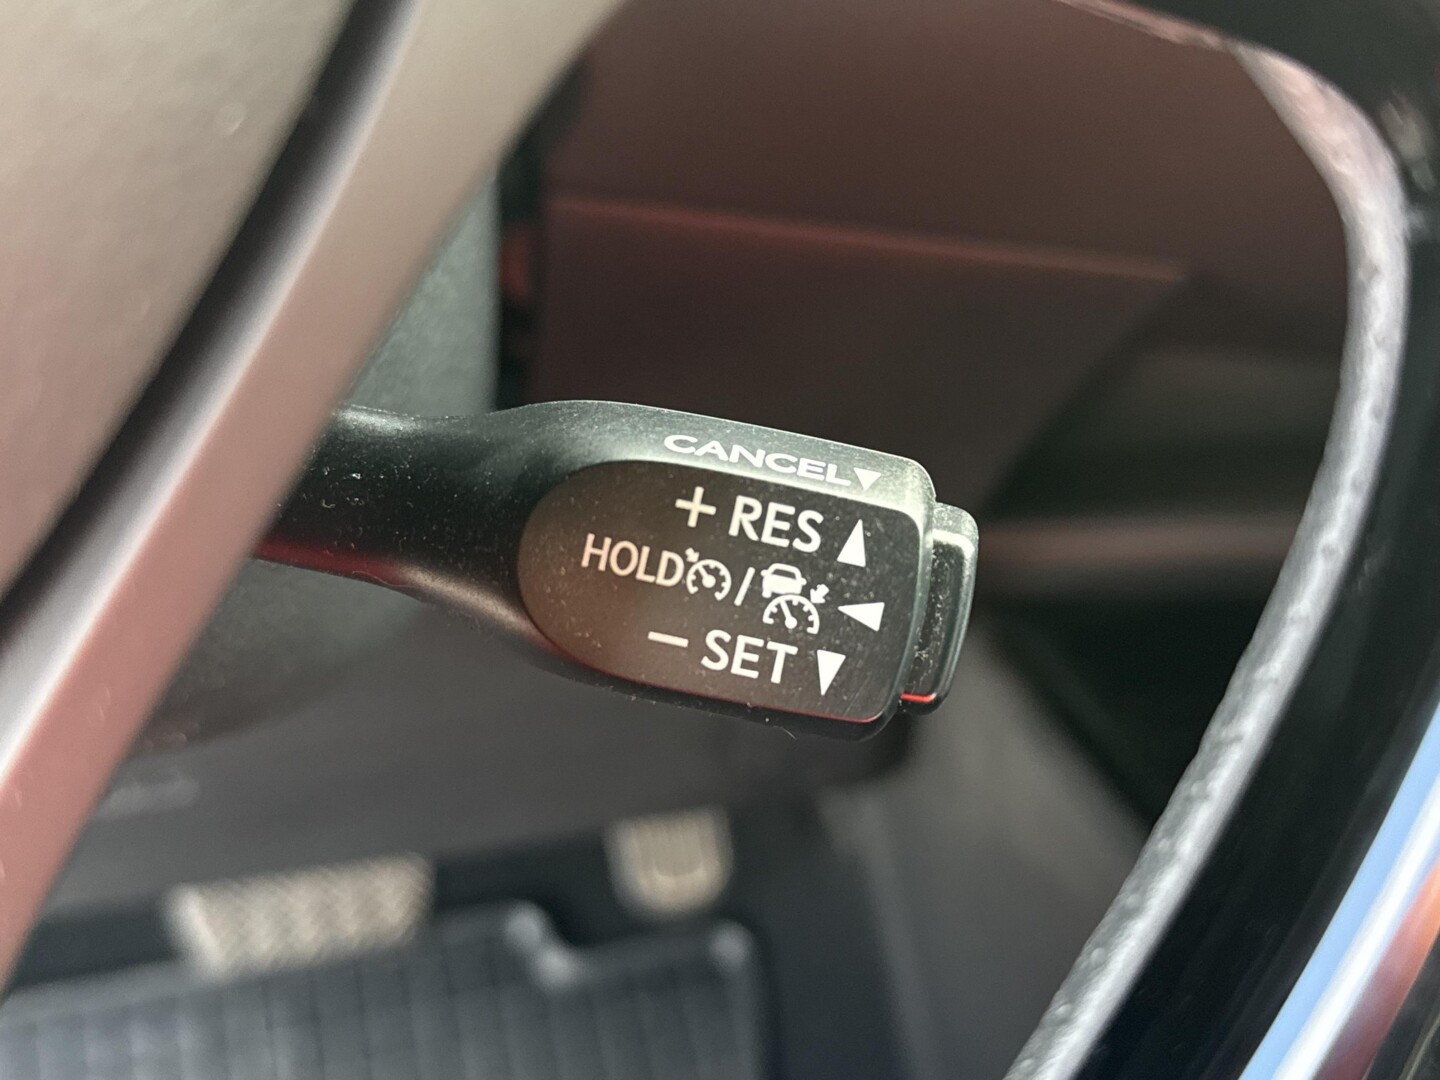 CANCEL
+ RES
HOLD /
- SET